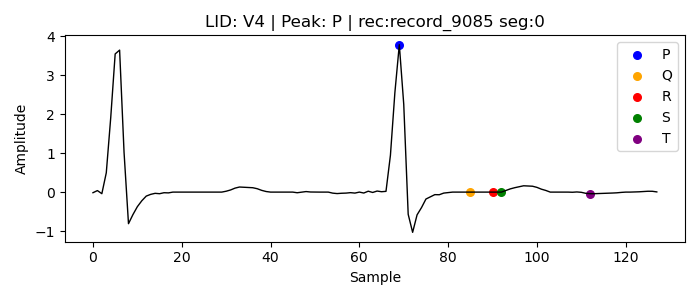 LID: V4 | Peak: P | rec:record_9085 seg:0
Amplitude
4
3
2
1
0
−1
0 20 40 60 80 100 120
Sample
P
Q
R
S
T